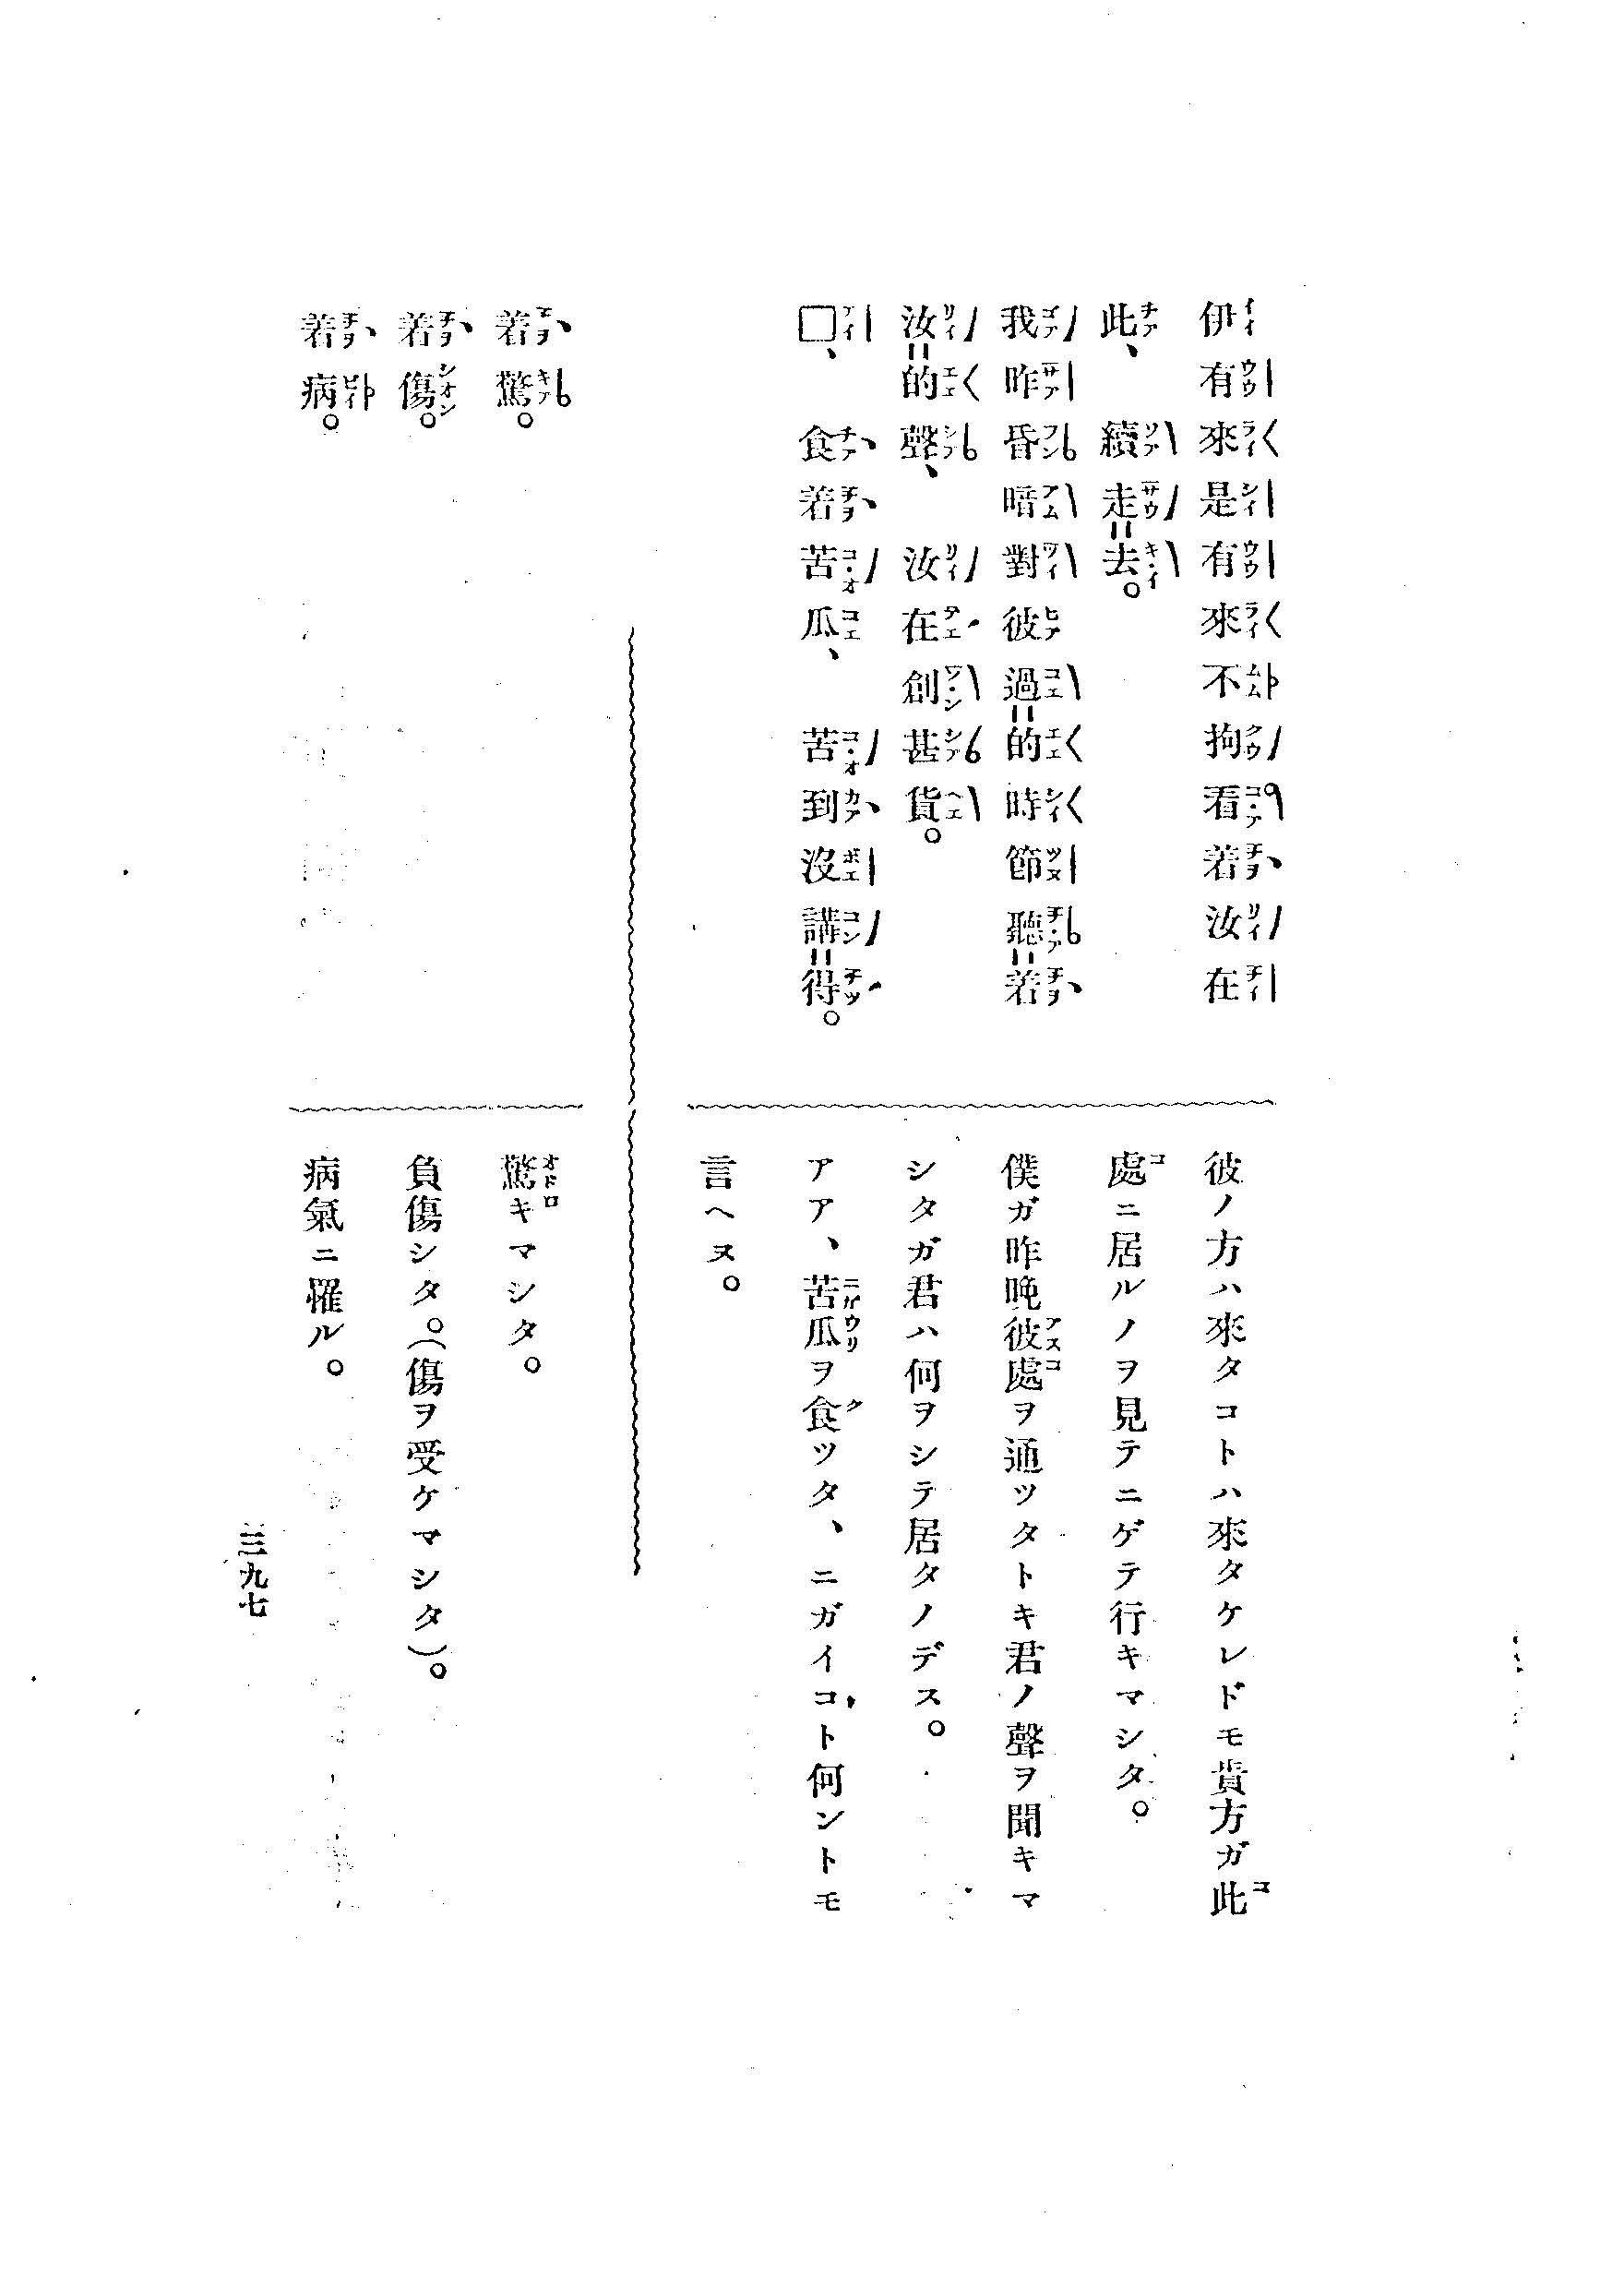 伊有來是有來不拘看着汝在
此、續走=去。
我昨昏暗對彼過=的時節聽=着
汝=的聲、汝在創甚貨。
□、食着苦瓜、苦到沒講=得。
彼ノ方ハ來タコトハ來タケレドモ貴方ガ此
處ニ居ルノヲ見テニゲテ行キマシタ。
僕ガ昨晩彼處ヲ通ッタトキ君ノ聲ヲ聞キマ
シタガ君ハ何ヲシテ居タノデス。
アア、苦瓜ヲ食ッタ、ニガイコト何ントモ
言ヘヌ。
着驚。
着傷。
着病。
驚キマシタ。
負傷シタ。(傷ヲ受ケマシタ)。
病氣ニ罹ル。
三九七